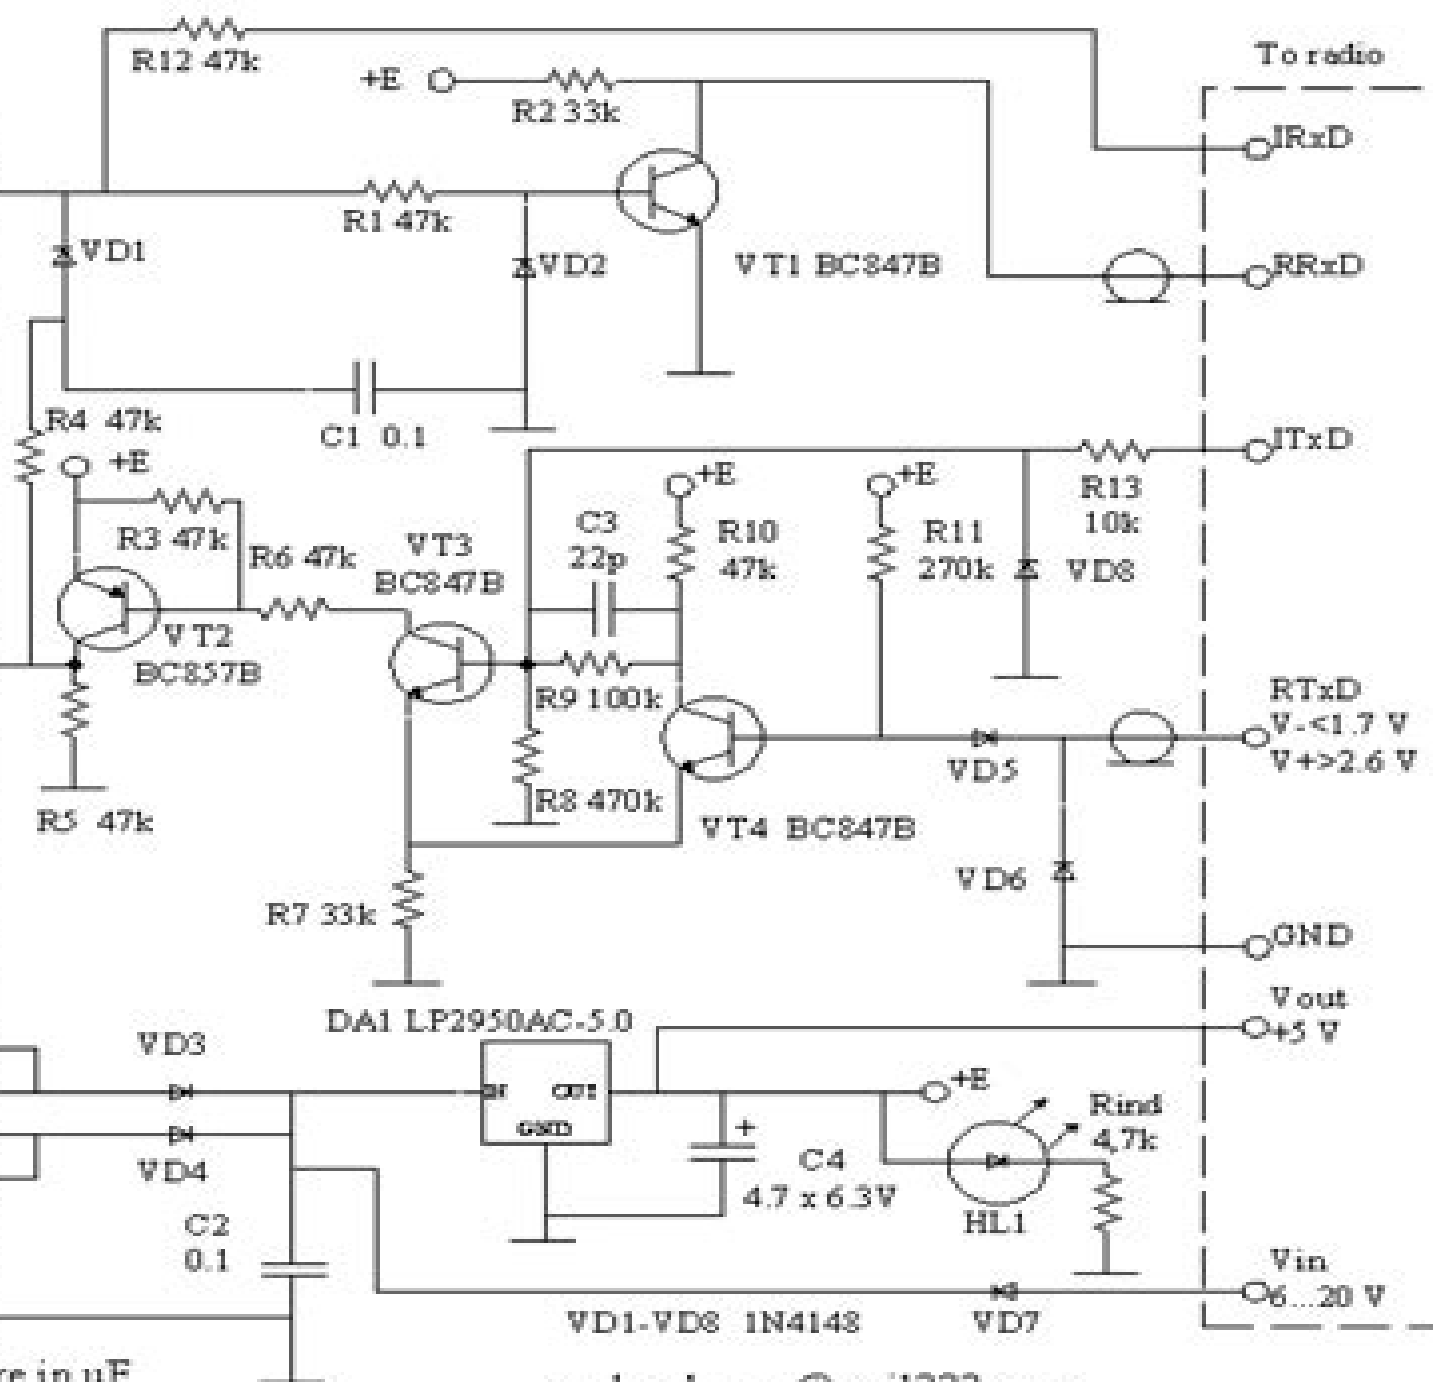 R12 47k
To radio
+E
R2 33k
IRxD
R1 47k
VD1
VD2
VT1 BC847B
RRxD
R4 47k
C1 0.1
+E
ITxD
+E
+E
R13
10k
R3 47k
R6 47k
VT3
BC847B
C3
22p
R10
47k
R11
270k
VD8
VT2
BC857B
R9 100k
RTxD
V-<1.7 V
V+>2.6 V
VD5
R5 47k
R8 470k
VT4 BC847B
VD6
R7 33k
GND
DA1 LP2950AC-5.0
Vout
+5 V
VD3
IN
OUT
GND
+E
Rind
4.7k
VD4
+
C4
4.7 x 6.3V
HL1
C2
0.1
Vin
6...20 V
VD1-VD8 1N4148
VD7
in uF